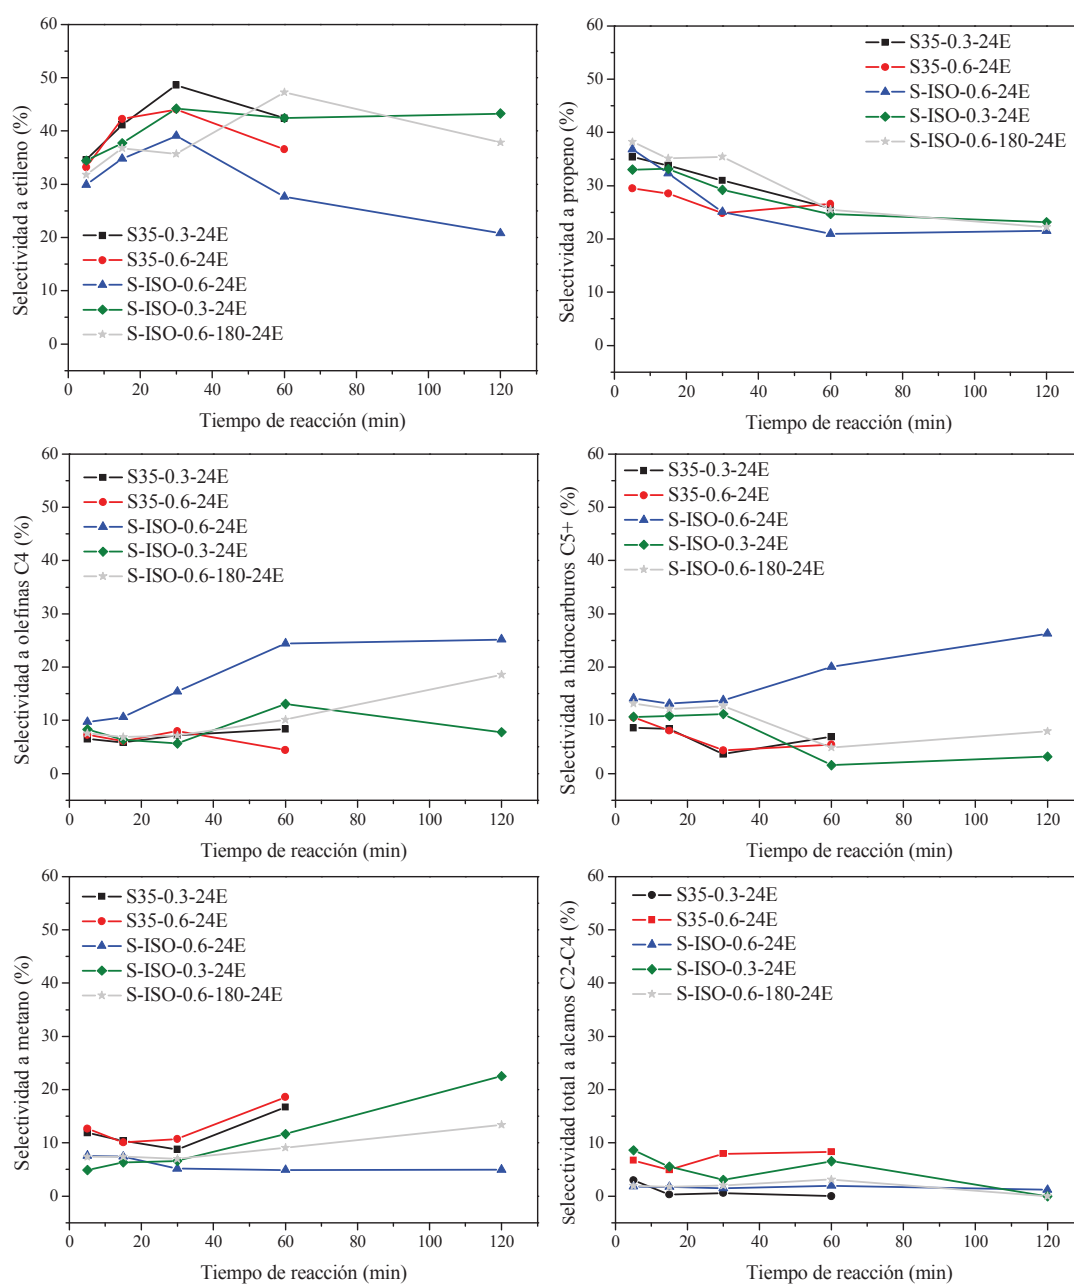 60
50
40
30
20
10
0
Selectividad a etileno (%)
S35-0.3-24E
S35-0.6-24E
S-ISO-0.6-24E
S-ISO-0.3-24E
S-ISO-0.6-180-24E
0 20 40 60 80 100 120
Tiempo de reacción (min)
60
50
40
30
20
10
0
Selectividad a propeno (%)
S35-0.3-24E
S35-0.6-24E
S-ISO-0.6-24E
S-ISO-0.3-24E
S-ISO-0.6-180-24E
0 20 40 60 80 100 120
Tiempo de reacción (min)
60
50
40
30
20
10
0
Selectividad a olefinas C4 (%)
S35-0.3-24E
S35-0.6-24E
S-ISO-0.6-24E
S-ISO-0.3-24E
S-ISO-0.6-180-24E
0 20 40 60 80 100 120
Tiempo de reacción (min)
60
50
40
30
20
10
0
Selectividad a hidrocarburos C5+ (%)
S35-0.3-24E
S35-0.6-24E
S-ISO-0.6-24E
S-ISO-0.3-24E
S-ISO-0.6-180-24E
0 20 40 60 80 100 120
Tiempo de reacción (min)
60
50
40
30
20
10
0
Selectividad a metano (%)
S35-0.3-24E
S35-0.6-24E
S-ISO-0.6-24E
S-ISO-0.3-24E
S-ISO-0.6-180-24E
0 20 40 60 80 100 120
Tiempo de reacción (min)
60
50
40
30
20
10
0
Selecctividad total a alcanos C2-C4 (%)
S35-0.3-24E
S35-0.6-24E
S-ISO-0.6-24E
S-ISO-0.3-24E
S-ISO-0.6-180-24E
0 20 40 60 80 100 120
Tiempo de reacción (min)